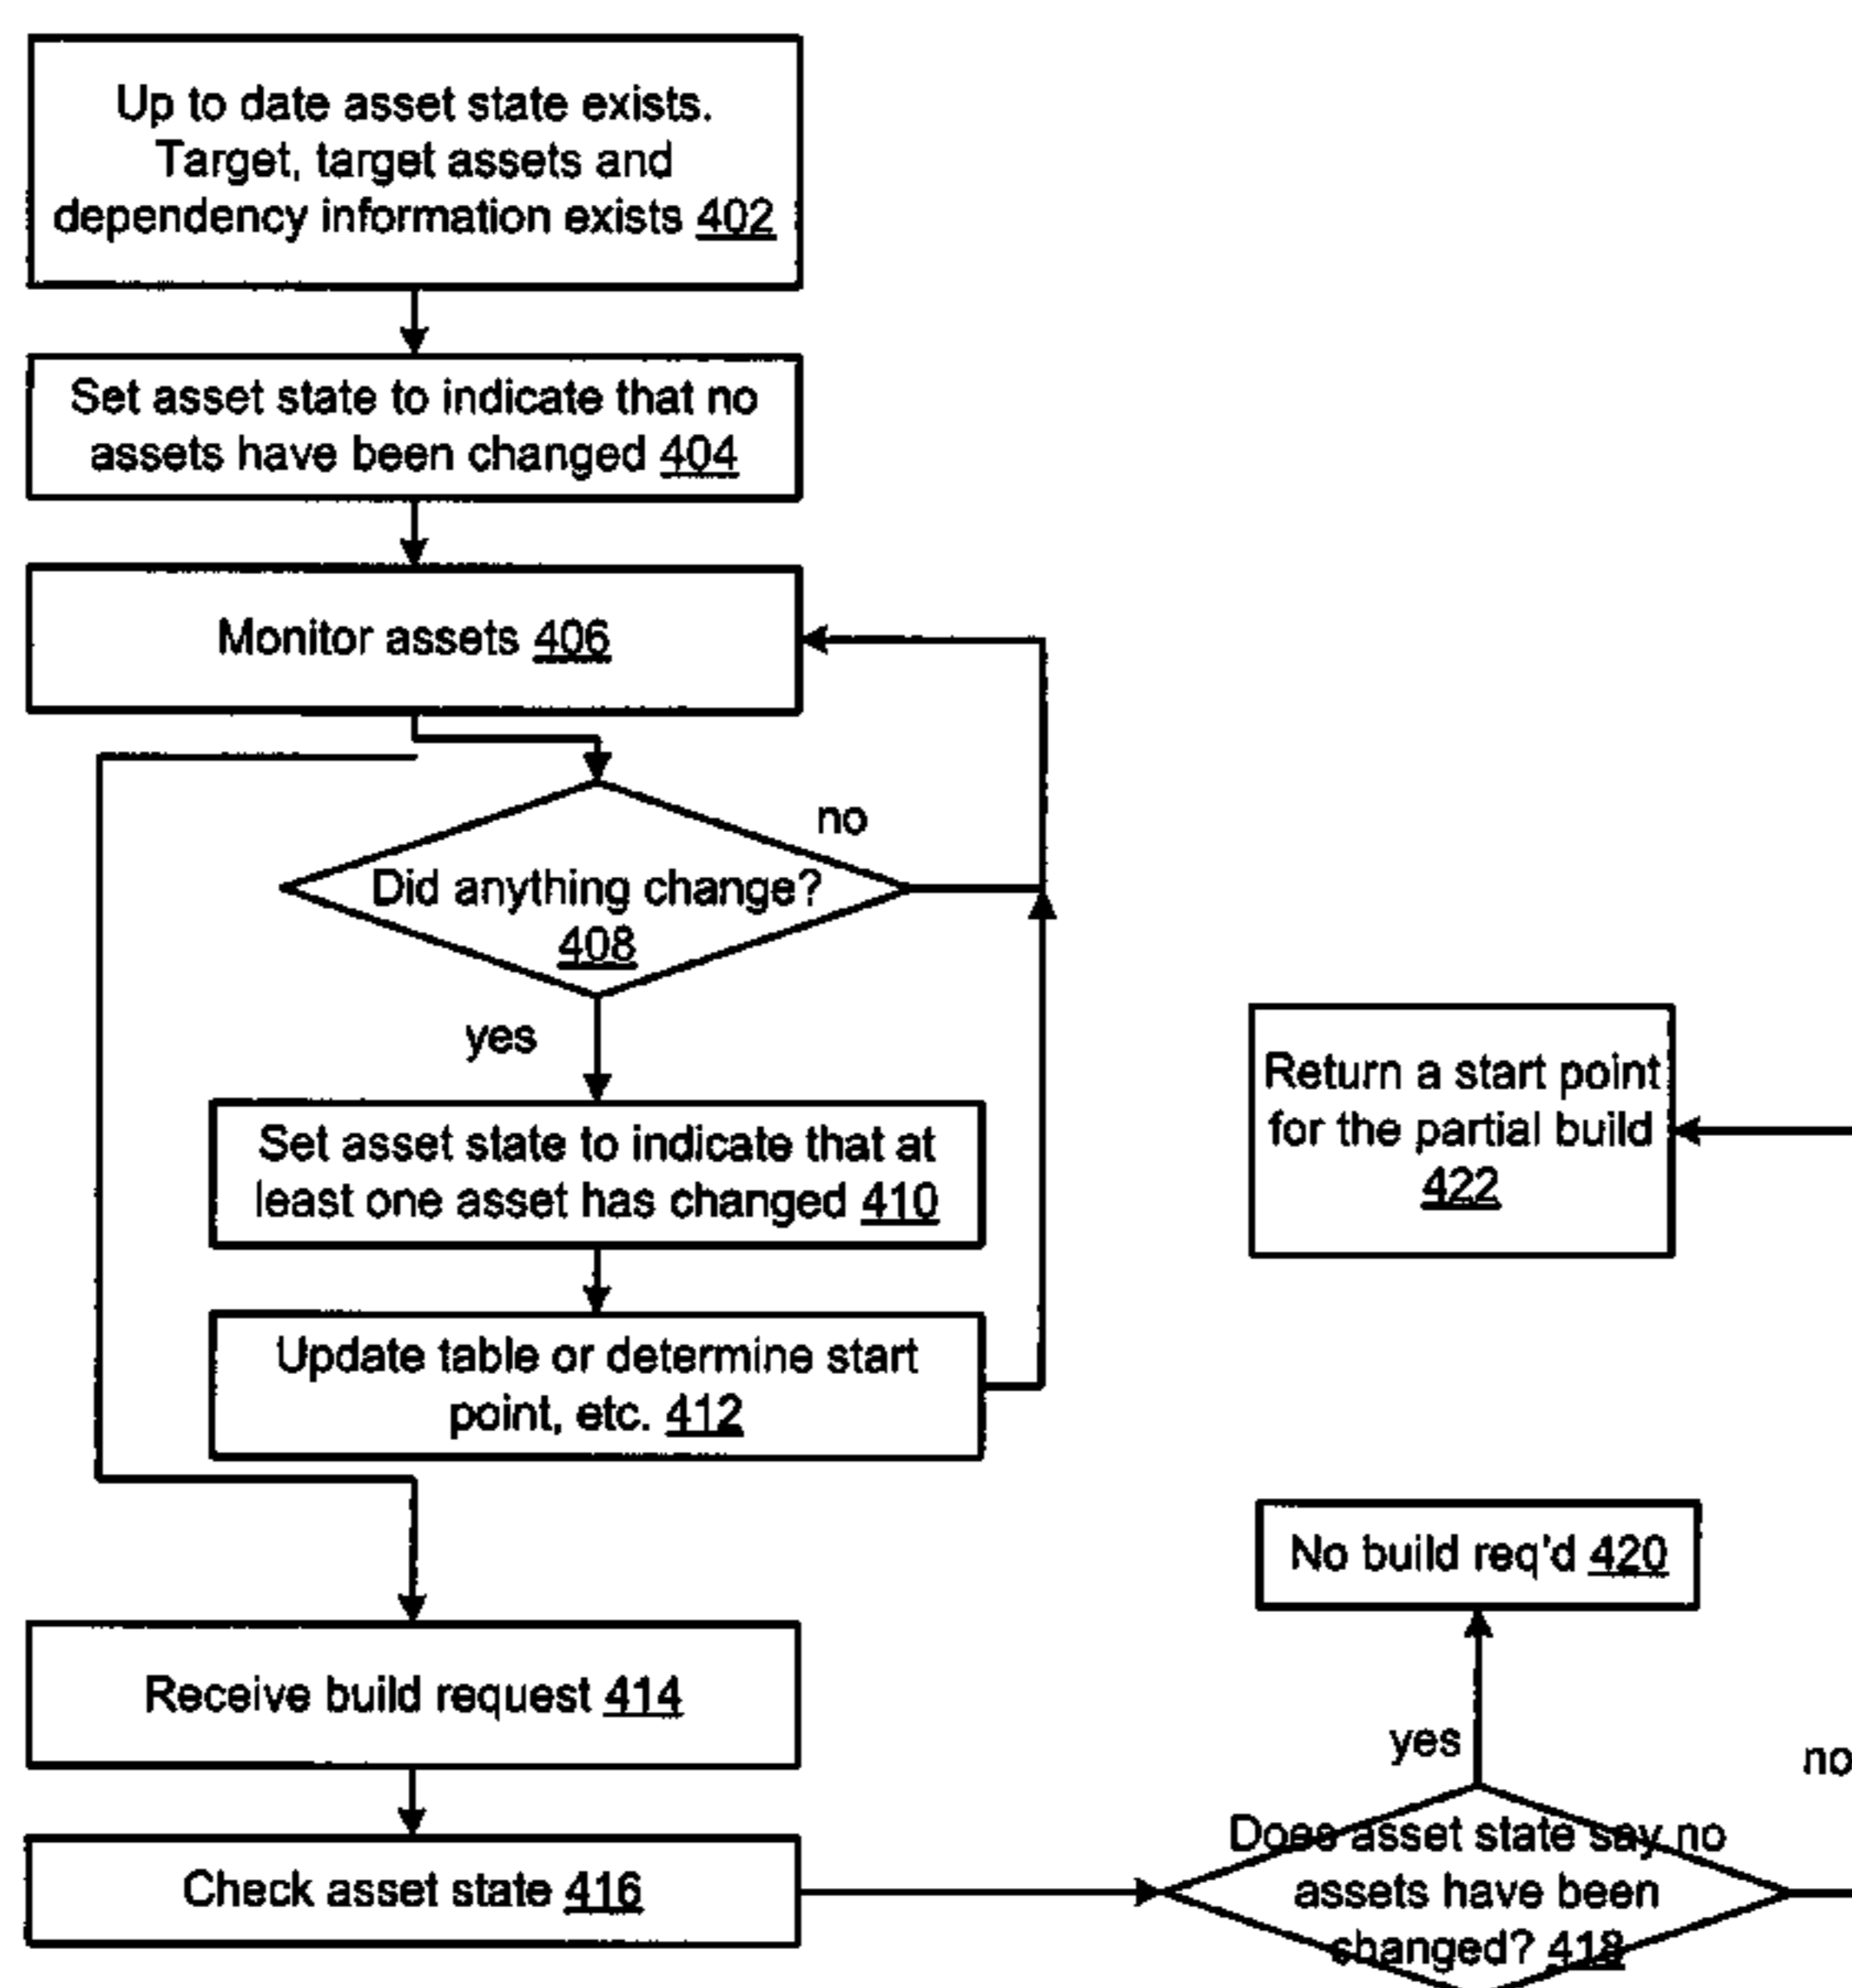 Up to date asset state exists.
Target, target assets and
dependency information exists 402
Set asset state to indicate that no
assets have been changed 404
Monitor assets 406
no
Did anything change?
408
yes
Set asset state to indicate that at
least one asset has changed 410
Update table or determine start
point, etc. 412
Return a start point
for the partial build
422
No build req'd 420
Receive build request 414
yes
no
Check asset state 416
Does asset state say no
assets have been
changed? 418